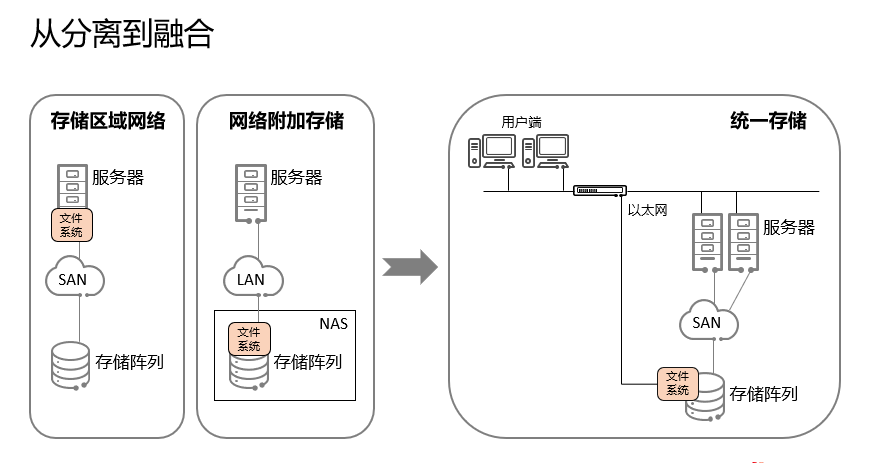 从分离到融合
存储区域网络
服务器
文件
系统
SAN
存储阵列
网络附加存储
服务器
LAN
NAS
文件
系统
存储阵列
统一存储
用户端
以太网
服务器
SAN
文件
系统
存储阵列